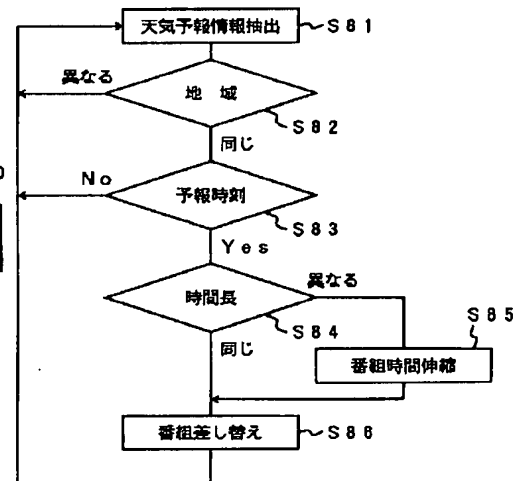 天気予報情報抽出
S81
異なる
地 域
S82
同じ
No
予報時刻
S83
Yes
異なる
時間長
S84
S85
同じ
番組時間伸縮
番組差し替え
S86